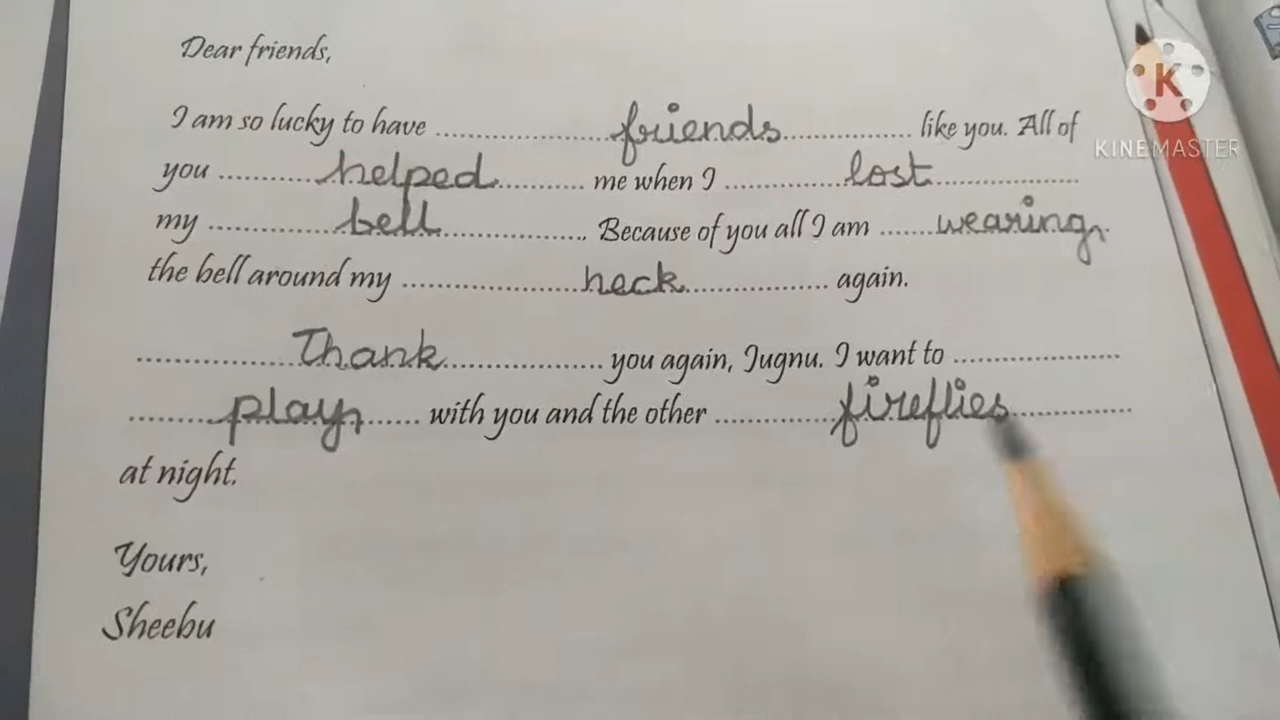 Dear friends,
I am so lucky to have ........................ friends ................. like you. All of
you ............ helped ............ me when I ............... lost ....................
my ................. bell ...................... Because of you all I am ....... wearing
the bell around my ........................ neck ................... again.
..................... Thank ..................... you again, Jugnu. I want to ......................
............ play ....... with you and the other ............... fireflies ................
at night.
Yours,
Sheebu
K
KINEMASTER